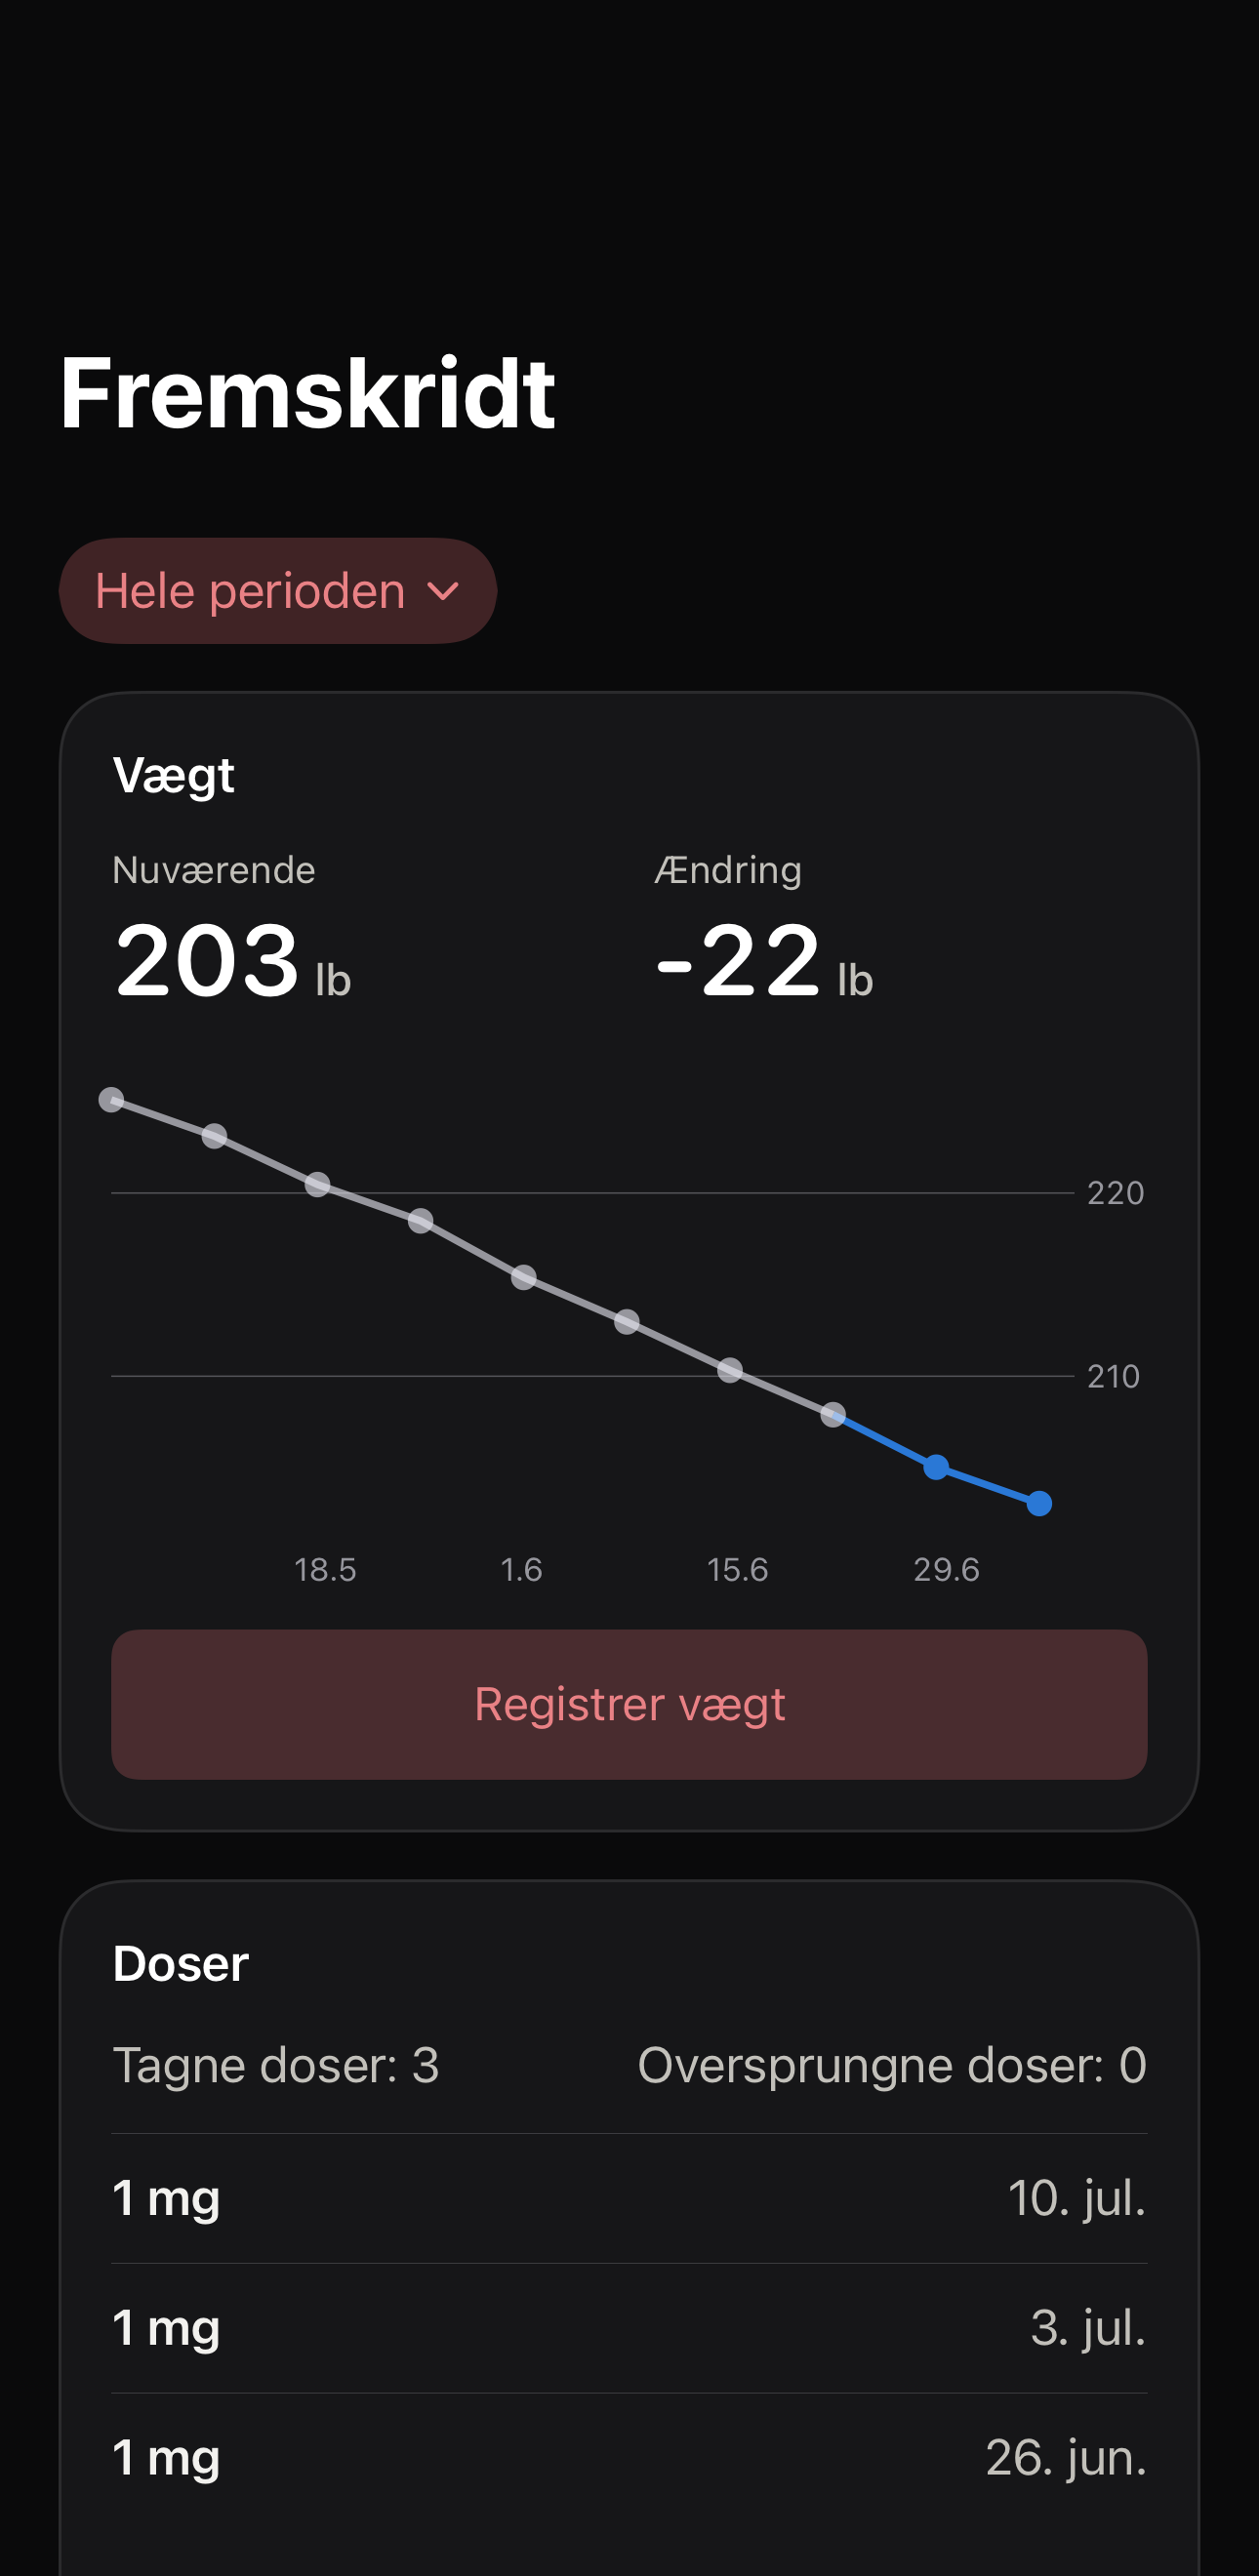 Fremskridt
Hele perioden
Vægt
Nuværende
Ændring
203 lb
-22 lb
220
210
18.5
1.6
15.6
29.6
Registrer vægt
Doser
Tagne doser: 3
Oversprungne doser: 0
1 mg
10. jul.
1 mg
3. jul.
1 mg
26. jun.